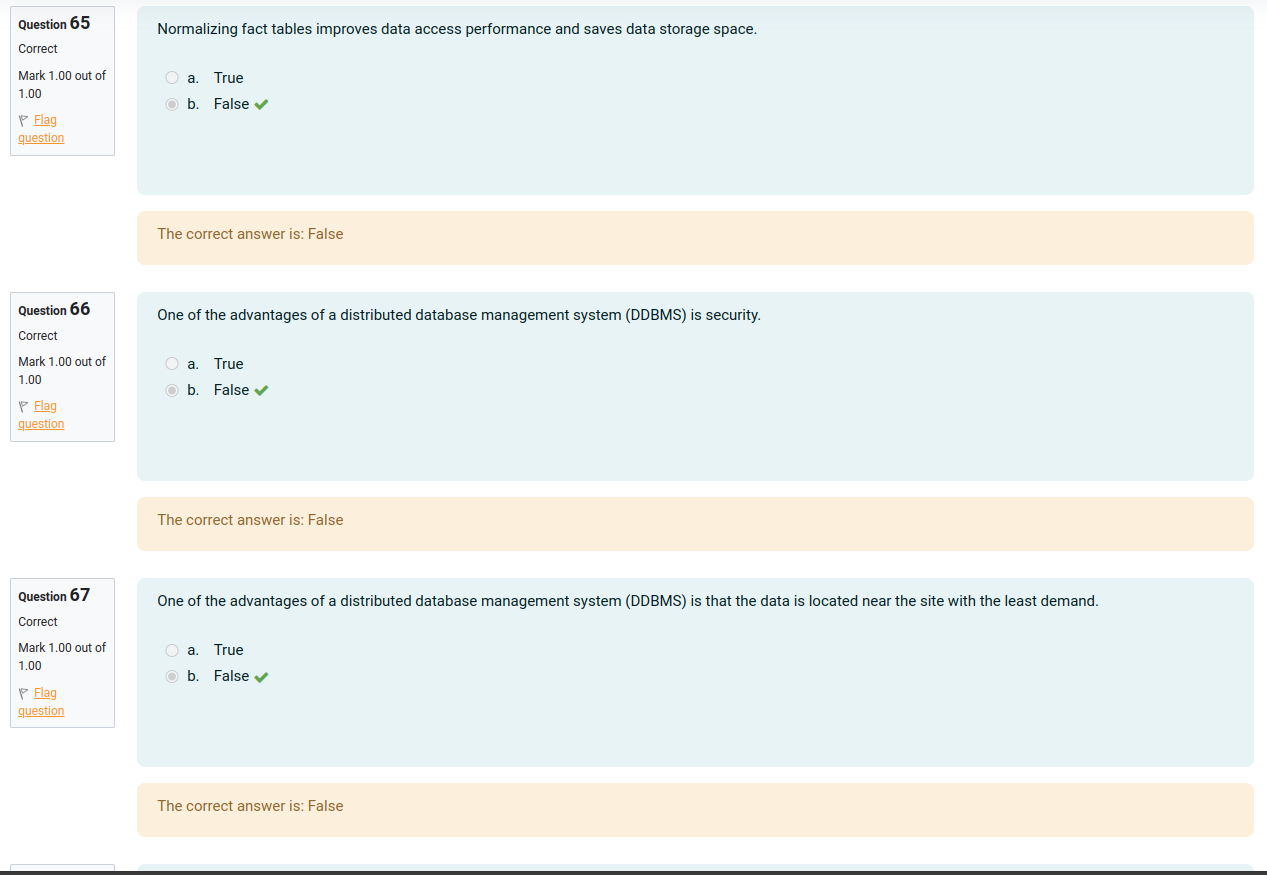 Question 65
Correct
Mark 1.00 out of
1.00
Flag
question
Normalizing fact tables improves data access performance and saves data storage space.
a. True
b. False
The correct answer is: False
Question 66
Correct
Mark 1.00 out of
1.00
Flag
question
One of the advantages of a distributed database management system (DDBMS) is security.
a. True
b. False
The correct answer is: False
Question 67
Correct
Mark 1.00 out of
1.00
Flag
question
One of the advantages of a distributed database management system (DDBMS) is that the data is located near the site with the least demand.
a. True
b. False
The correct answer is: False